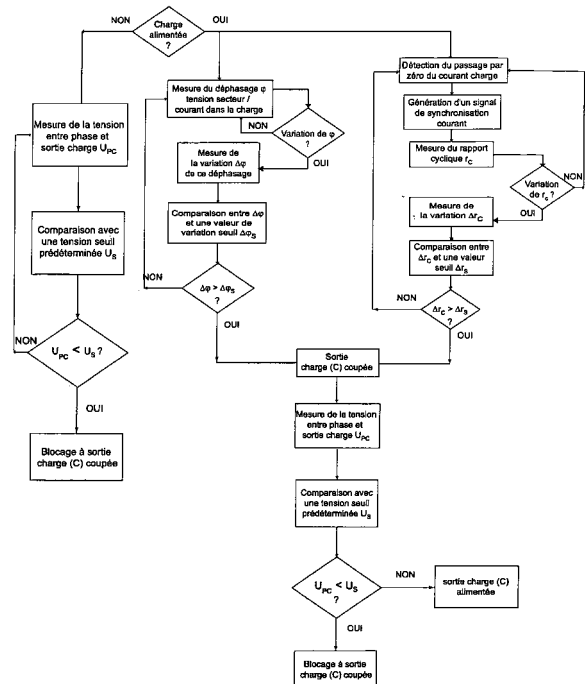 NON
OUI
Charge
alimentée
?
Mesure de la tension
entre phase et
sortie charge U_PC
Comparaison avec
une tension seuil
prédéterminée U_S
NON
U_PC < U_S ?
OUI
Blocage à sortie
charge (C) coupée
Mesure du déphasage φ
tension secteur /
courant dans la charge
NON
Variation de φ
?
OUI
Mesure de
la variation Δφ
de ce déphasage
Comparaison entre Δφ
et une valeur de
variation seuil Δφ_S
NON
Δφ > Δφ_S
?
OUI
Détection du passage par
zéro du courant charge
Génération d'un signal
de synchronisation
courant
Mesure du rapport
cyclique r_C
Variation
de r_c ?
NON
OUI
Mesure de
la variation Δr_C
Comparaison entre
Δr_C et une valeur
seuil Δr_S
NON
Δr_C > Δr_S
?
OUI
Sortie
charge (C) coupée
Mesure de la tension
entre phase et
sortie charge U_PC
Comparaison avec
une tension seuil
prédéterminée U_S
U_PC < U_S
?
NON
sortie charge (C)
alimentée
OUI
Blocage à sortie
charge (C) coupée